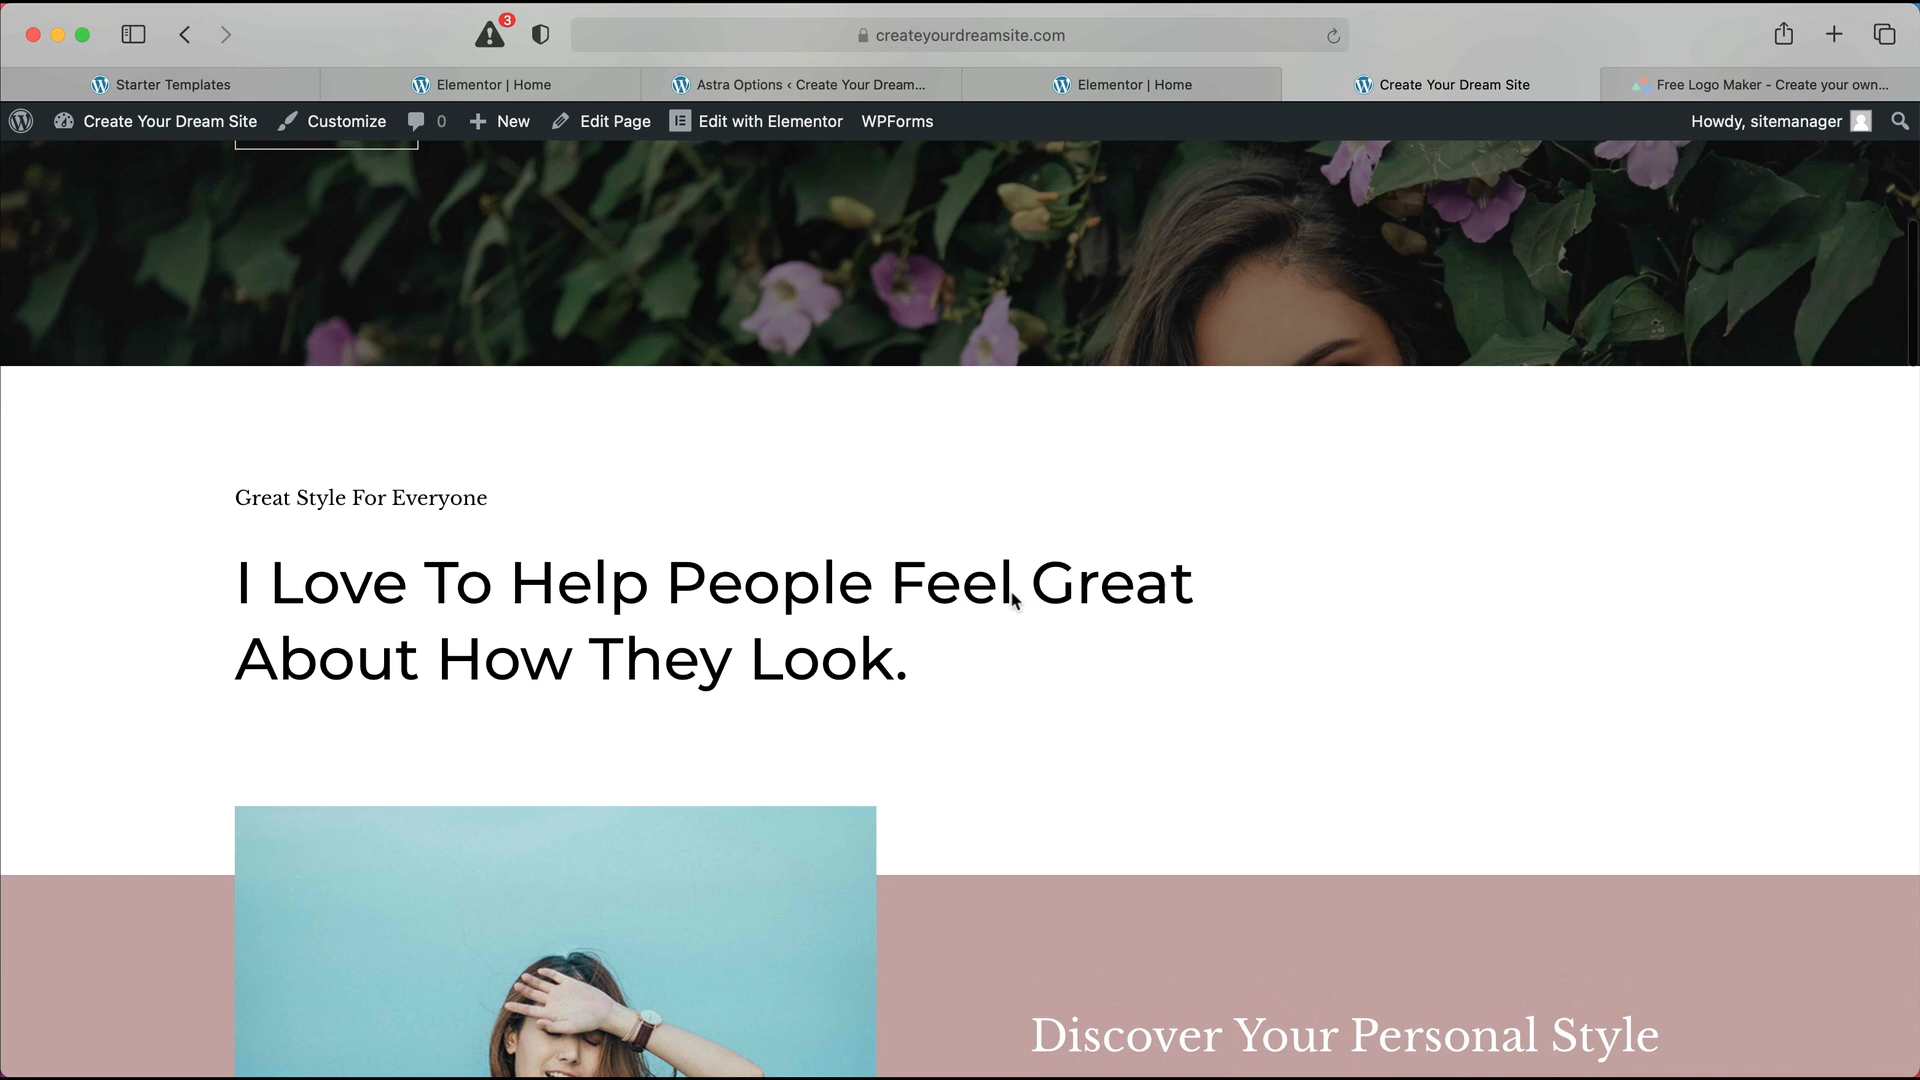 3
createyourdreamsite.com
Starter Templates
Elementor | Home
Astra Options ‹ Create Your Dream...
Elementor | Home
Create Your Dream Site
Free Logo Maker - Create your own...
Create Your Dream Site
Customize
0
New
Edit Page
Edit with Elementor
WPForms
Howdy, sitemanager
Great Style For Everyone
I Love To Help People Feel Great
About How They Look.
Discover Your Personal Style